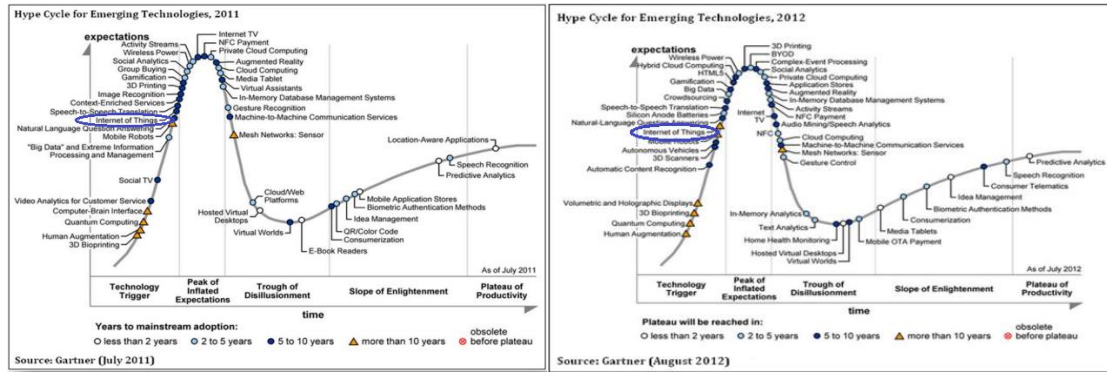 Hype Cycle for Emerging Technologies, 2011
expectations
Internet TV
NFC Payment
Private Cloud Computing
Activity Streams
Wireless Power
Social Analytics
Group Buying
Gamification
3D Printing
Image Recognition
Context-Enriched Services
Speech-to-Speech Translation
Internet of Things
Natural Language Question Answering
Mobile Robots
"Big Data" and Extreme Information
Processing and Management
Social TV
Video Analytics for Customer Service
Computer-Brain Interface
Quantum Computing
Human Augmentation
3D Bioprinting
Augmented Reality
Cloud Computing
Media Tablet
Virtual Assistants
In-Memory Database Management Systems
Gesture Recognition
Machine-to-Machine Communication Services
Mesh Networks: Sensor
Cloud/Web
Platforms
Hosted Virtual
Desktops
Virtual Worlds
E-Book Readers
Consumerization
QR/Color Code
Idea Management
Biometric Authentication Methods
Mobile Application Stores
Predictive Analytics
Speech Recognition
Location-Aware Applications
As of July 2011
Technology
Trigger
Peak of
Inflated
Expectations
Trough of
Disillusionment
Slope of Enlightenment
Plateau of
Productivity
time
Years to mainstream adoption:
less than 2 years
2 to 5 years
5 to 10 years
more than 10 years
obsolete
before plateau
Source: Gartner (July 2011)
Hype Cycle for Emerging Technologies, 2012
expectations
3D Printing
BYOD
Complex-Event Processing
Social Analytics
Private Cloud Computing
Application Stores
Augmented Reality
In-Memory Database Management Systems
Activity Streams
NFC Payment
Internet
TV
Audio Mining/Speech Analytics
NFC
Cloud Computing
Machine-to-Machine Communication Services
Mesh Networks: Sensor
Gesture Control
Wireless Power
Hybrid Cloud Computing
HTML5
Gamification
Big Data
Crowdsourcing
Speech-to-Speech Translation
Silicon Anode Batteries
Natural-Language Question Answering
Internet of Things
Mobile Robots
Autonomous Vehicles
3D Scanners
Automatic Content Recognition
Volumetric and Holographic Displays
3D Bioprinting
Quantum Computing
Human Augmentation
In-Memory Analytics
Text Analytics
Home Health Monitoring
Hosted Virtual Desktops
Virtual Worlds
Mobile OTA Payment
Media Tablets
Consumerization
Biometric Authentication Methods
Idea Management
Consumer Telematics
Speech Recognition
Predictive Analytics
As of July 2012
Technology
Trigger
Peak of
Inflated
Expectations
Trough of
Disillusionment
Slope of Enlightenment
Plateau of
Productivity
time
Plateau will be reached in:
less than 2 years
2 to 5 years
5 to 10 years
more than 10 years
obsolete
before plateau
Source: Gartner (August 2012)